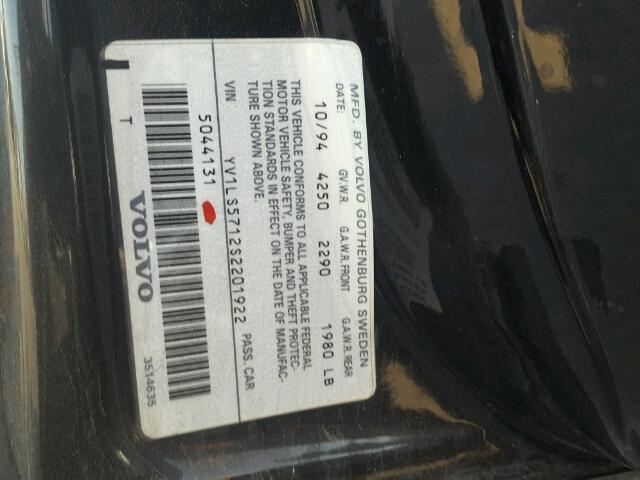 MFD. BY VOLVO GOTHENBURG SWEDEN
DATE: G.V.W.R. G.A.W.R. FRONT G.A.W.R. REAR
10/94 4250 2290 1980 LB
THIS VEHICLE CONFORMS TO ALL APPLICABLE FEDERAL
MOTOR VEHICLE SAFETY, BUMPER AND THEFT PROTEC-
TION STANDARDS IN EFFECT ON THE DATE OF MANUFAC-
TURE SHOWN ABOVE.
VIN YV1LS5712S2201922 PASS. CAR
5044131
T VOLVO 3514635